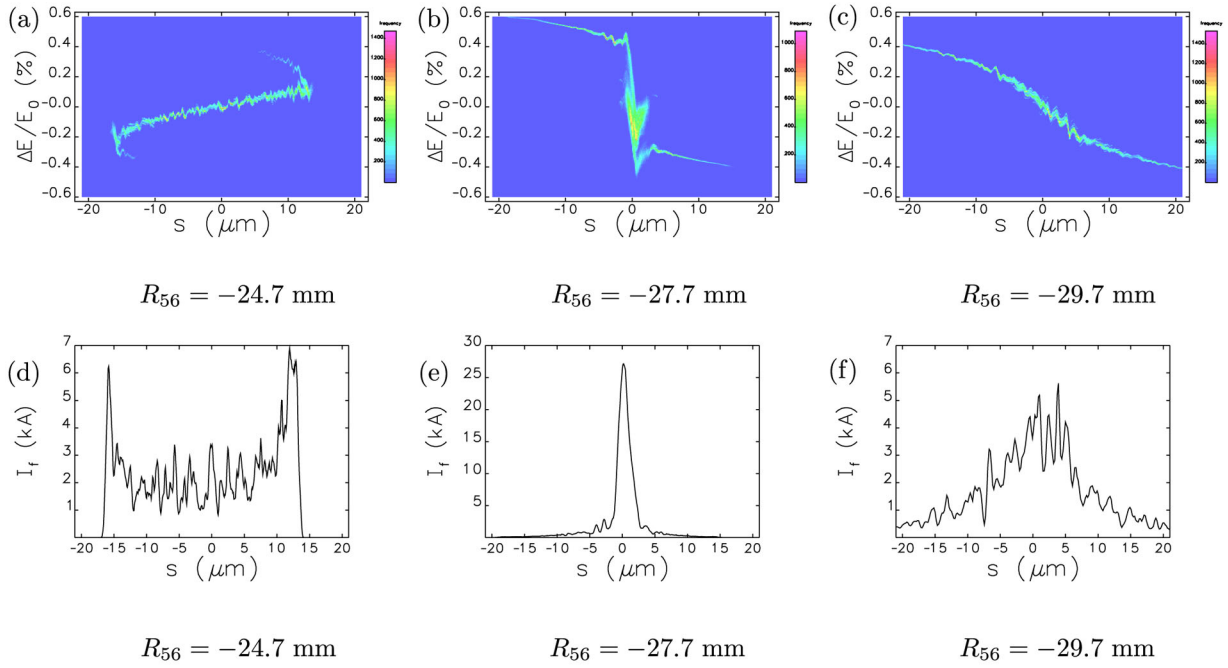 (a)
ΔE/E₀ (%)
0.6
0.4
0.2
-0.0
-0.2
-0.4
-0.6
-20
-10
0
10
20
s (μm)
frequency
1400
1200
1000
800
600
400
200
(b)
ΔE/E₀ (%)
0.6
0.4
0.2
-0.0
-0.2
-0.4
-0.6
-20
-10
0
10
20
s (μm)
frequency
1000
800
600
400
200
(c)
ΔE/E₀ (%)
0.6
0.4
0.2
-0.0
-0.2
-0.4
-0.6
-20
-10
0
10
20
s (μm)
frequency
1400
1200
1000
800
600
400
200
R₅₆ = −24.7 mm
R₅₆ = −27.7 mm
R₅₆ = −29.7 mm
(d)
I_f (kA)
7
6
5
4
3
2
1
-20 -15 -10 -5 0 5 10 15 20
s (μm)
(e)
I_f (kA)
30
25
20
15
10
5
-20 -15 -10 -5 0 5 10 15 20
s (μm)
(f)
I_f (kA)
7
6
5
4
3
2
1
-20 -15 -10 -5 0 5 10 15 20
s (μm)
R₅₆ = −24.7 mm
R₅₆ = −27.7 mm
R₅₆ = −29.7 mm